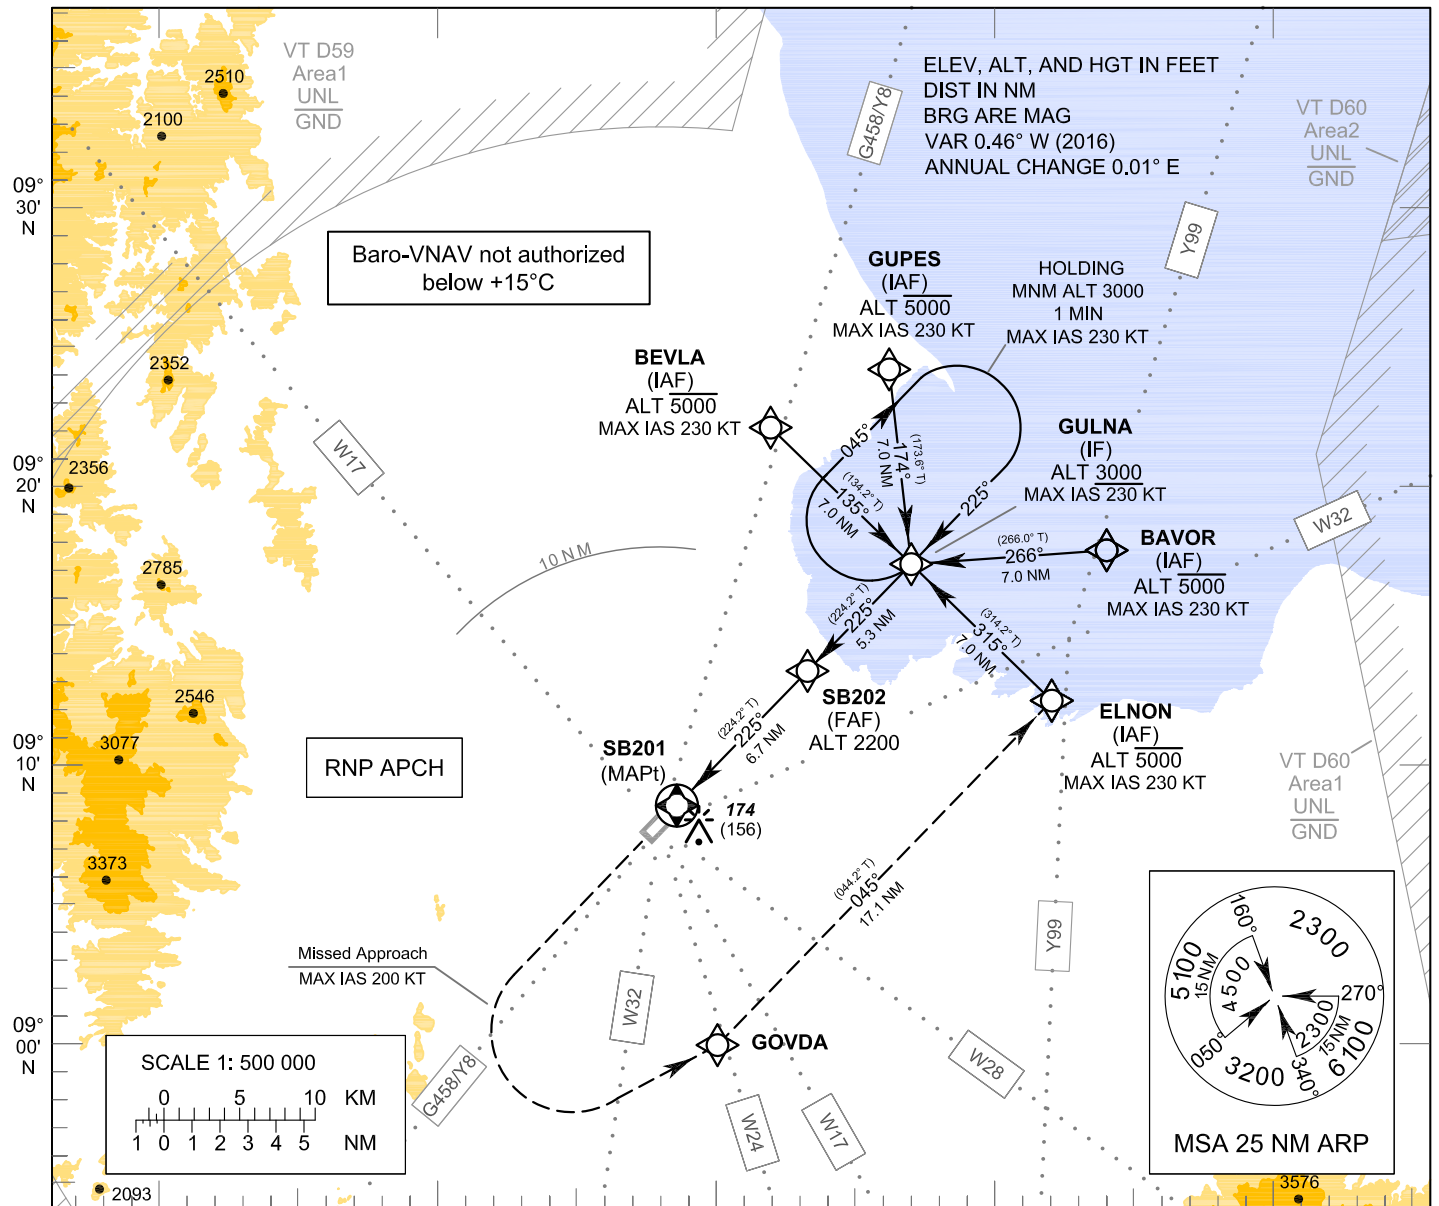 VT D59
Area1
UNL
GND
2510
2100
09°
30'
N
ELEV, ALT, AND HGT IN FEET
DIST IN NM
BRG ARE MAG
VAR 0.46° W (2016)
ANNUAL CHANGE 0.01° E
G458/Y8
VT D60
Area2
UNL
GND
Y99
Baro-VNAV not authorized
below +15°C
GUPES
(IAF)
ALT 5000
MAX IAS 230 KT
HOLDING
MNM ALT 3000
1 MIN
MAX IAS 230 KT
BEVLA
(IAF)
ALT 5000
MAX IAS 230 KT
2352
2356
09°
20'
N
W17
045°
(173.6° T)
174°
7.0 NM
(134.2° T)
135°
7.0 NM
225°
GULNA
(IF)
ALT 3000
MAX IAS 230 KT
W32
10 NM
(266.0° T)
266°
7.0 NM
BAVOR
(IAF)
ALT 5000
MAX IAS 230 KT
2785
(224.2° T)
225°
5.3 NM
(314.2° T)
315°
7.0 NM
2546
3077
09°
10'
N
RNP APCH
SB202
(FAF)
ALT 2200
(224.2° T)
225°
6.7 NM
ELNON
(IAF)
ALT 5000
MAX IAS 230 KT
SB201
(MAPt)
174
(156)
VT D60
Area1
UNL
GND
3373
(044.2° T)
045°
17.1 NM
Missed Approach
MAX IAS 200 KT
Y99
W32
09°
00'
N
GOVDA
W28
G458/Y8
W24
W17
SCALE 1: 500 000
0 5 10 KM
1 0 1 2 3 4 5 NM
2093
160°
2300
5100
15 NM
4500
270°
2300
15 NM
6100
050°
3200
340°
MSA 25 NM ARP
3576